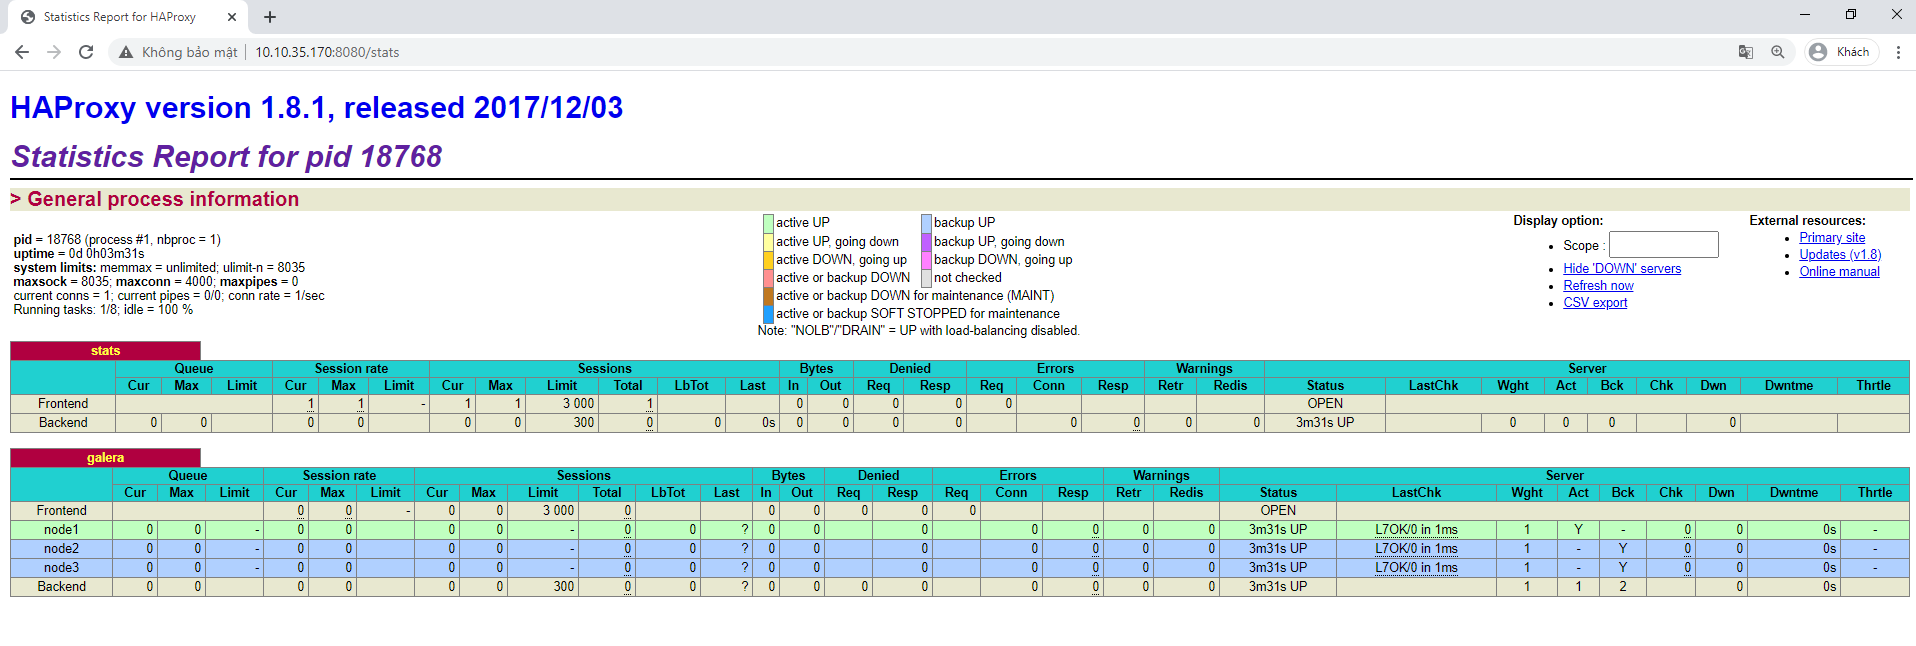 Statistics Report for HAProxy
Không bảo mật 10.10.35.170:8080/stats Khách
HAProxy version 1.8.1, released 2017/12/03
Statistics Report for pid 18768
> General process information
pid = 18768 (process #1, nbproc = 1)
uptime = 0d 0h03m31s
system limits: memmax = unlimited; ulimit-n = 8035
maxsock = 8035; maxconn = 4000; maxpipes = 0
current conns = 1; current pipes = 0/0; conn rate = 1/sec
Running tasks: 1/8; idle = 100 %
active UP backup UP
active UP, going down backup UP, going down
active DOWN, going up backup DOWN, going up
active or backup DOWN not checked
active or backup DOWN for maintenance (MAINT)
active or backup SOFT STOPPED for maintenance
Note: "NOLB"/"DRAIN" = UP with load-balancing disabled.
Display option:
Scope :
Hide 'DOWN' servers
Refresh now
CSV export
External resources:
Primary site
Updates (v1.8)
Online manual
stats
Queue Session rate Sessions Bytes Denied Errors Warnings Server
Cur Max Limit Cur Max Limit Cur Max Limit Total LbTot Last In Out Req Resp Req Conn Resp Retr Redis Status LastChk Wght Act Bck Chk Dwn Dwntme Thrtle
Frontend 1 1 - 1 1 3 000 1 0 0 0 0 0 OPEN
Backend 0 0 0 0 0 0 300 0 0 0s 0 0 0 0 0 0 0 0 3m31s UP 0 0 0 0
galera
Queue Session rate Sessions Bytes Denied Errors Warnings Server
Cur Max Limit Cur Max Limit Cur Max Limit Total LbTot Last In Out Req Resp Req Conn Resp Retr Redis Status LastChk Wght Act Bck Chk Dwn Dwntme Thrtle
Frontend 0 0 - 0 0 3 000 0 0 0 0 0 0 OPEN
node1 0 0 - 0 0 0 0 - 0 0 ? 0 0 0 0 0 0 0 3m31s UP L7OK/0 in 1ms 1 Y - 0 0 0s -
node2 0 0 - 0 0 0 0 - 0 0 ? 0 0 0 0 0 0 0 3m31s UP L7OK/0 in 1ms 1 - Y 0 0 0s -
node3 0 0 - 0 0 0 0 - 0 0 ? 0 0 0 0 0 0 0 3m31s UP L7OK/0 in 1ms 1 - Y 0 0 0s -
Backend 0 0 0 0 0 0 300 0 0 ? 0 0 0 0 0 0 0 0 3m31s UP 1 1 2 0 0s